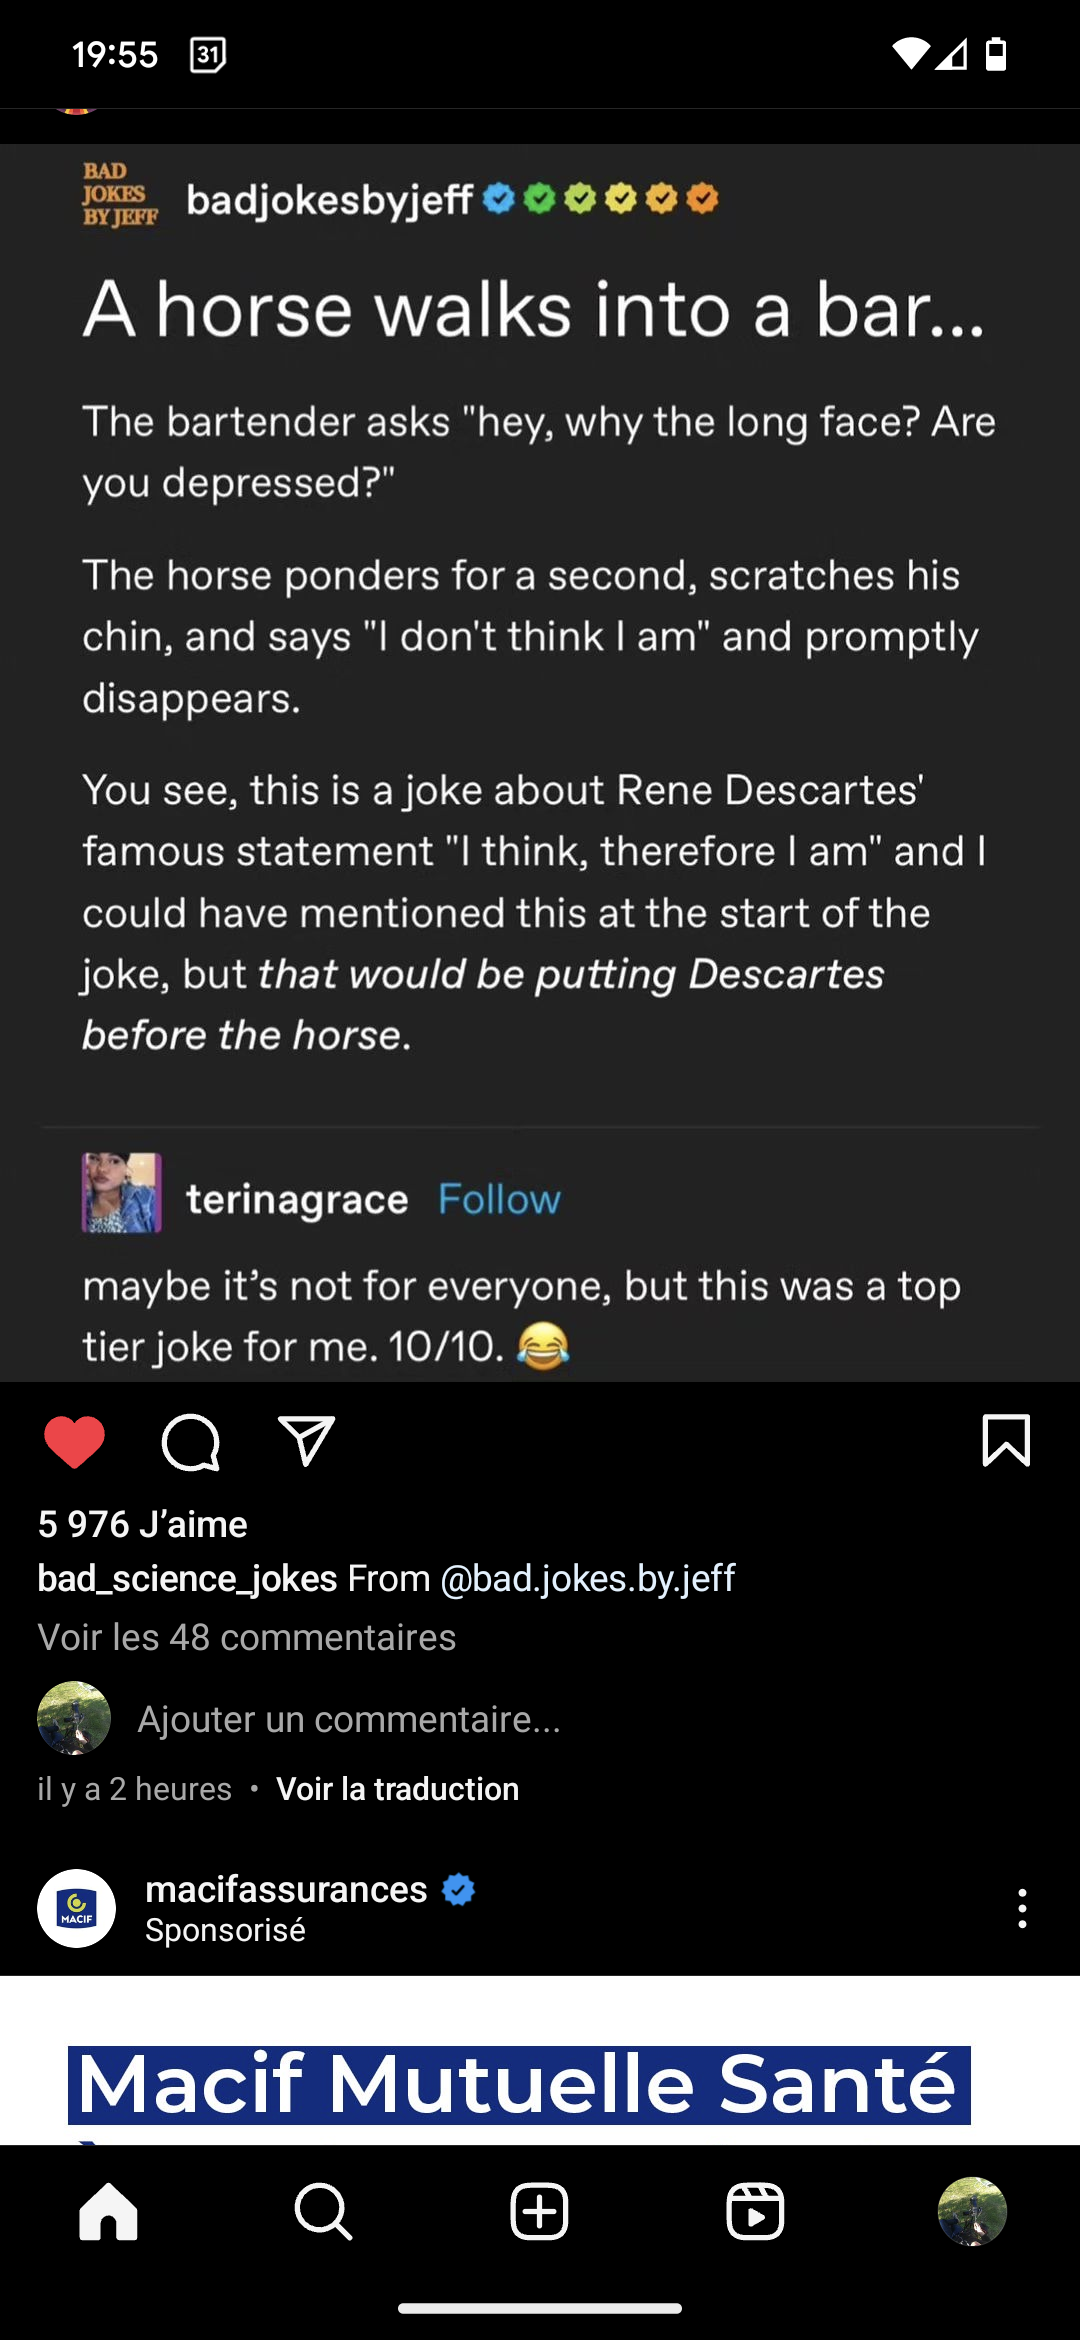 19:55
31
BAD
JOKES
BY JEFF
badjokesbyjeff
A horse walks into a bar...
The bartender asks "hey, why the long face? Are
you depressed?"
The horse ponders for a second, scratches his
chin, and says "I don't think I am" and promptly
disappears.
You see, this is a joke about Rene Descartes'
famous statement "I think, therefore I am" and I
could have mentioned this at the start of the
joke, but that would be putting Descartes
before the horse.
terinagrace Follow
maybe it’s not for everyone, but this was a top
tier joke for me. 10/10. 😂
5 976 J’aime
bad_science_jokes From @bad.jokes.by.jeff
Voir les 48 commentaires
Ajouter un commentaire...
il y a 2 heures • Voir la traduction
MACIF
macifassurances
Sponsorisé
Macif Mutuelle Santé